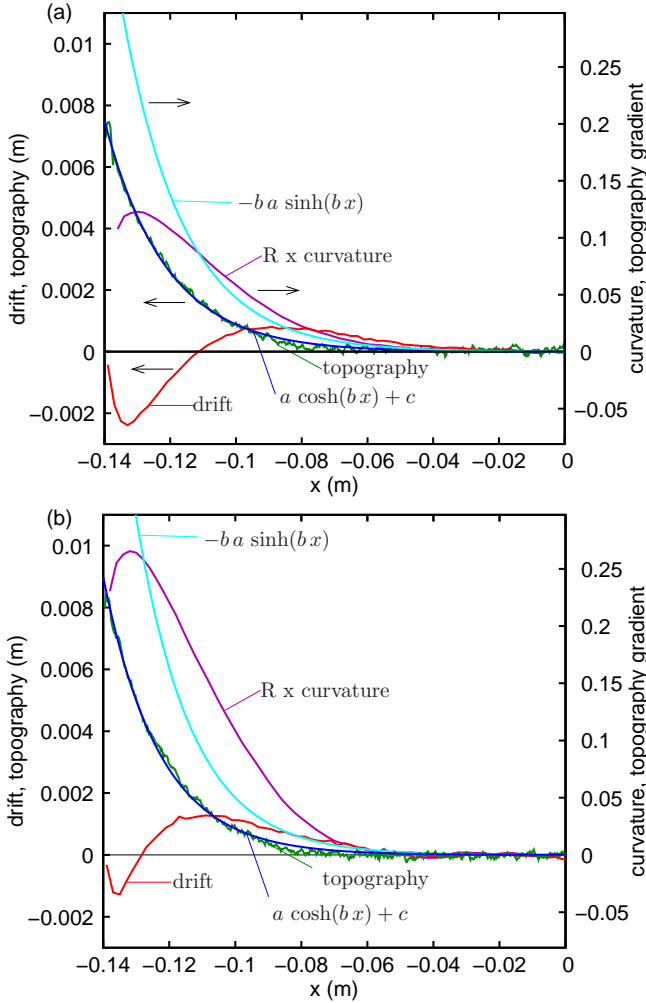 (a)
0.01
0.008
0.006
0.004
0.002
0
−0.002
drift, topography (m)
0.25
0.2
0.15
0.1
0.05
0
−0.05
curvature, topography gradient
−b a sinh(b x)
R x curvature
topography
a cosh(b x) + c
drift
−0.14 −0.12 −0.1 −0.08 −0.06 −0.04 −0.02 0
x (m)
(b)
0.01
0.008
0.006
0.004
0.002
0
−0.002
drift, topography (m)
0.25
0.2
0.15
0.1
0.05
0
−0.05
curvature, topography gradient
−b a sinh(b x)
R x curvature
drift
topography
a cosh(b x) + c
−0.14 −0.12 −0.1 −0.08 −0.06 −0.04 −0.02 0
x (m)